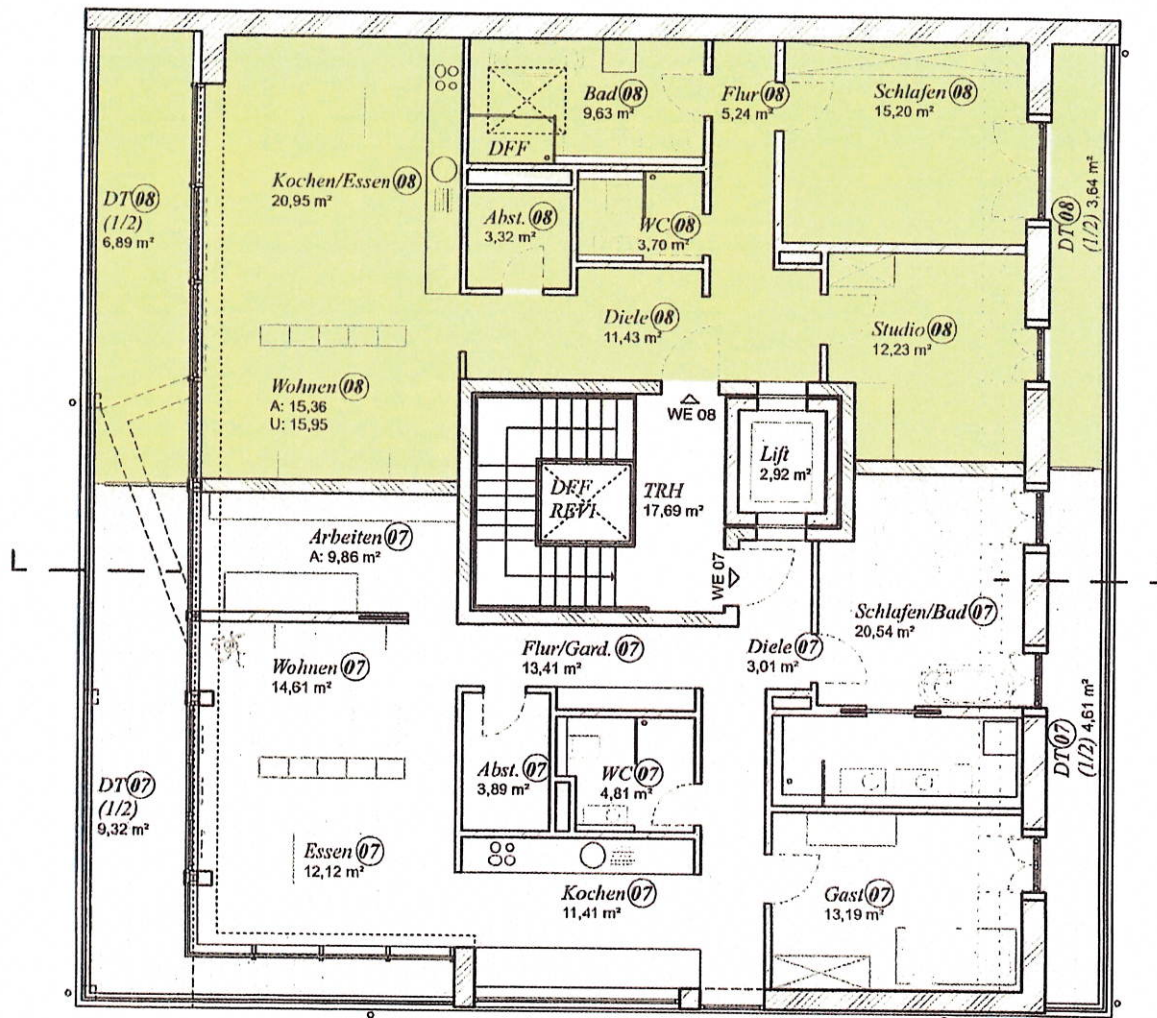 Bad 08
9,63 m²
Flur 08
5,24 m²
Schlafen 08
15,20 m²
DFF
DT 08
(1/2)
6,89 m²
Kochen/Essen 08
20,95 m²
Abst. 08
3,32 m²
WC 08
3,70 m²
DT 08
(1/2) 3,64 m²
Diele 08
11,43 m²
Studio 08
12,23 m²
Wohnen 08
A: 15,36
U: 15,95
WE 08
Lift
2,92 m²
DFF
REVI
TRH
17,69 m²
Arbeiten 07
A: 9,86 m²
L
WE 07
Schlafen/Bad 07
20,54 m²
Flur/Gard. 07
13,41 m²
Diele 07
3,01 m²
Wohnen 07
14,61 m²
DT 07
(1/2) 4,61 m²
Abst. 07
3,89 m²
WC 07
4,81 m²
DT 07
(1/2)
9,32 m²
Essen 07
12,12 m²
Kochen 07
11,41 m²
Gast 07
13,19 m²